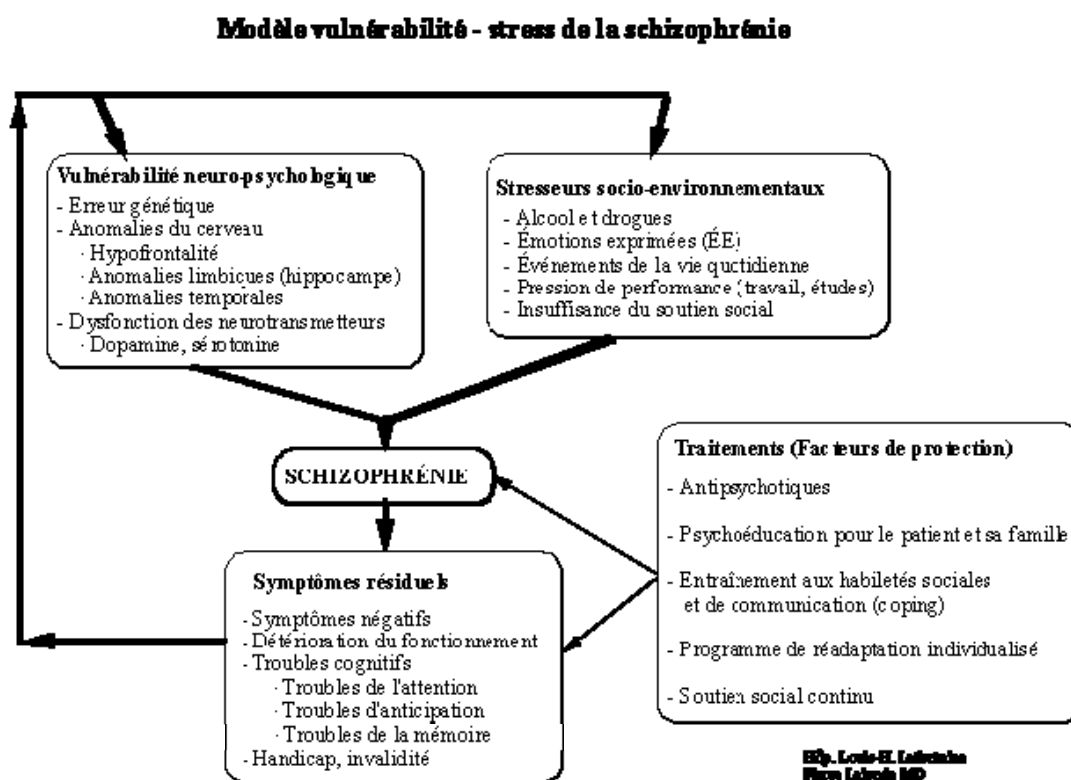 Modèle vulnérabilité - stress de la schizophrénie
Vulnérabilité neuro-psychologique
- Erreur génétique
- Anomalies du cerveau
· Hypofrontalité
· Anomalies limbiques (hippocampe)
· Anomalies temporales
- Dysfonction des neurotransmetteurs
· Dopamine, sérotonine
Stresseurs socio-environnementaux
- Alcool et drogues
- Émotions exprimées (ÉE)
- Événements de la vie quotidienne
- Pression de performance (travail, études)
- Insuffisance du soutien social
SCHIZOPHRÉNIE
Traitements (Facteurs de protection)
- Antipsychotiques
- Psychoéducation pour le patient et sa famille
- Entraînement aux habiletés sociales
et de communication (coping)
- Programme de réadaptation individualisé
- Soutien social continu
Symptômes résiduels
- Symptômes négatifs
- Détérioration du fonctionnement
- Troubles cognitifs
· Troubles de l'attention
· Troubles d'anticipation
· Troubles de la mémoire
- Handicap, invalidité
Hôp. Louis-H. Lafontaine
MD